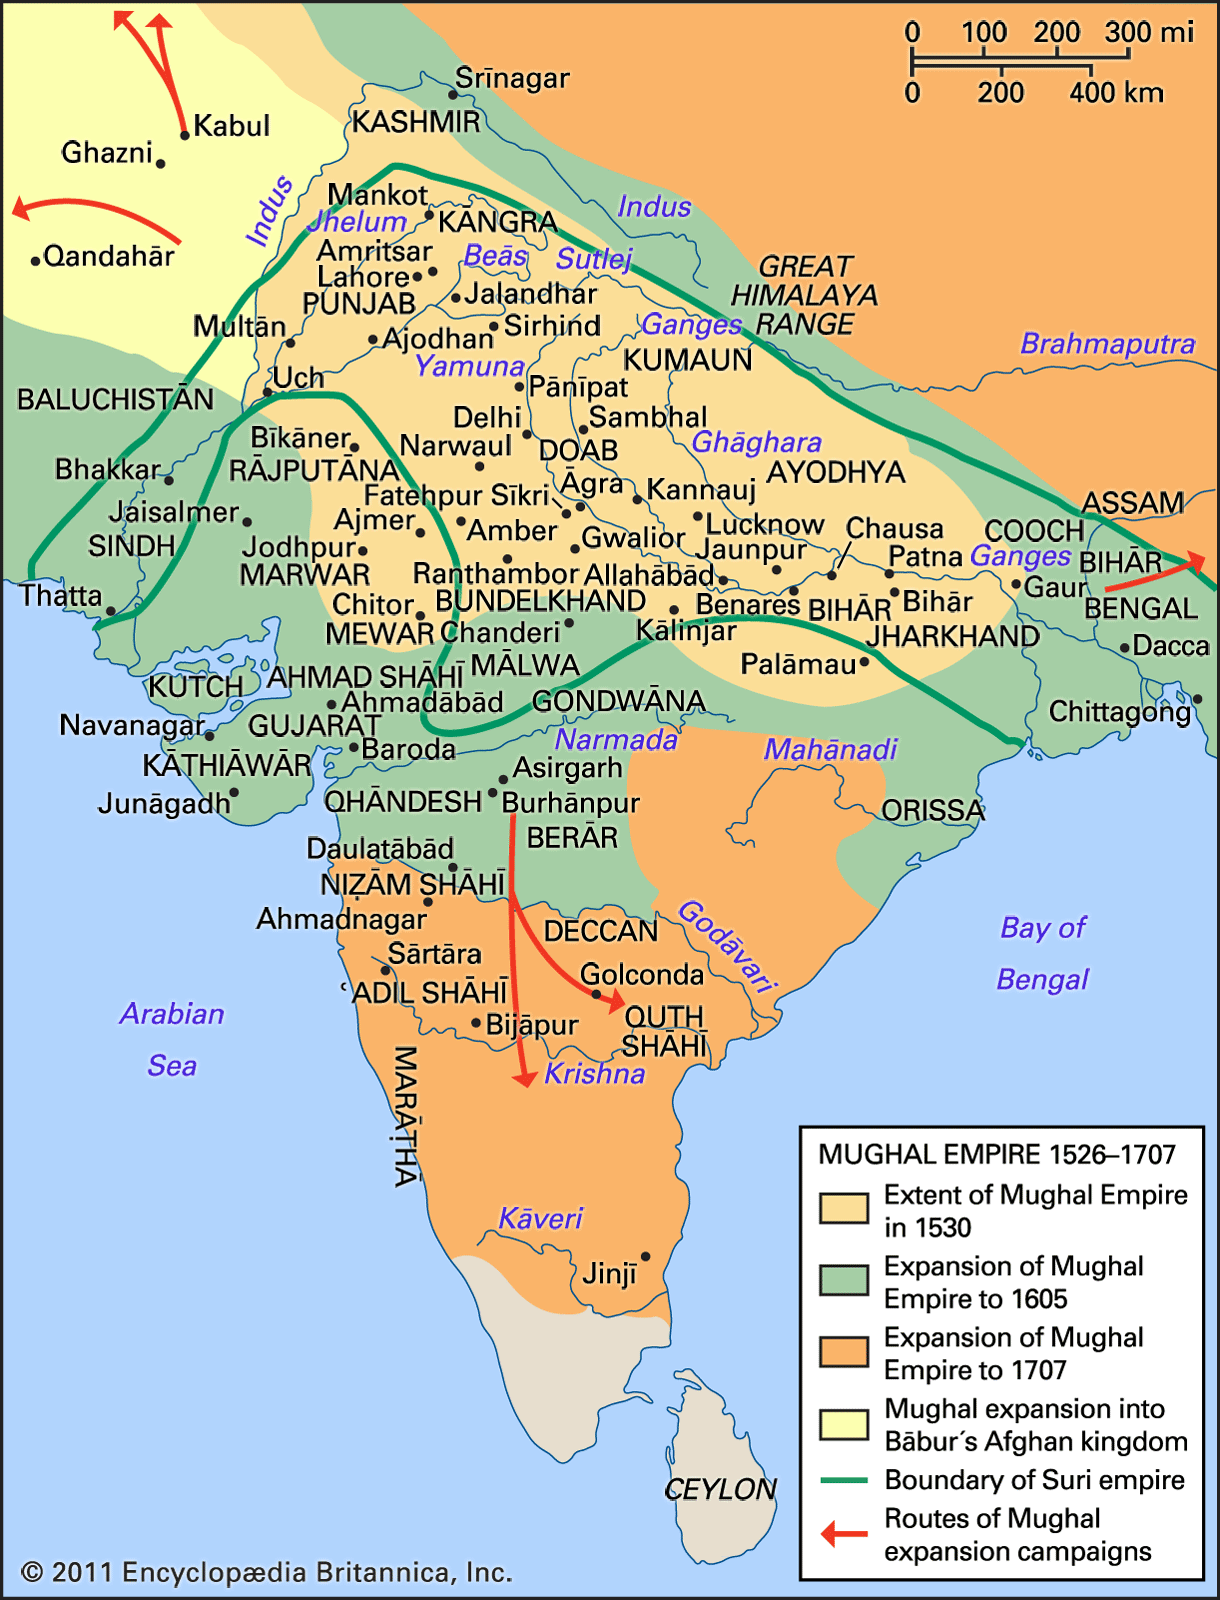 0 100 200 300 mi
0 200 400 km
Srīnagar
KASHMIR
Kabul
Ghazni
Indus
Mankot
Indus
Jhelum
KĀNGRA
Qandahār
Amritsar
Beās
Sutlej
Lahore
GREAT
HIMALAYA
RANGE
PUNJAB
Jalandhar
Multān
Sirhind
Ganges
Ajodhan
Brahmaputra
Yamuna
KUMAUN
Uch
Pānīpat
BALUCHISTĀN
Delhi
Sambhal
Bīkāner
Narwaul
DOAB
Ghāghara
Bhakkar
RĀJPUTĀNA
AYODHYA
Fatehpur Sīkri
Āgra
Kannauj
ASSAM
Jaisalmer
Ajmer
Amber
Lucknow
Chausa
COOCH
BIHĀR
SINDH
Jodhpur
Gwalior
Jaunpur
Patna
Ganges
MARWAR
Ranthambor
Allahābād
Gaur
Thatta
Chitor
BUNDELKHAND
Benares
BIHĀR
Bihār
BENGAL
MEWAR
Chanderi
Kālinjar
JHARKHAND
Dacca
AHMAD SHĀHĪ
MĀLWA
Palāmau
KUTCH
Ahmadābād
GONDWĀNA
Chittagong
Navanagar
GUJARAT
Baroda
Narmada
Mahānadi
KĀTHIĀWĀR
Asirgarh
Junāgadh
QHĀNDESH
Burhānpur
ORISSA
BERĀR
Daulatābād
NIẒĀM SHĀHĪ
Ahmadnagar
DECCAN
Godāvari
Bay of
Bengal
Sārtāra
Golconda
ʿADIL SHĀHĪ
Arabian
Sea
Bijāpur
QUTH
SHĀHĪ
Krishna
MARĀṬHĀ
Kāveri
Jinjī
CEYLON
MUGHAL EMPIRE 1526–1707
Extent of Mughal Empire
in 1530
Expansion of Mughal
Empire to 1605
Expansion of Mughal
Empire to 1707
Mughal expansion into
Bābur´s Afghan kingdom
Boundary of Suri empire
Routes of Mughal
expansion campaigns
© 2011 Encyclopædia Britannica, Inc.